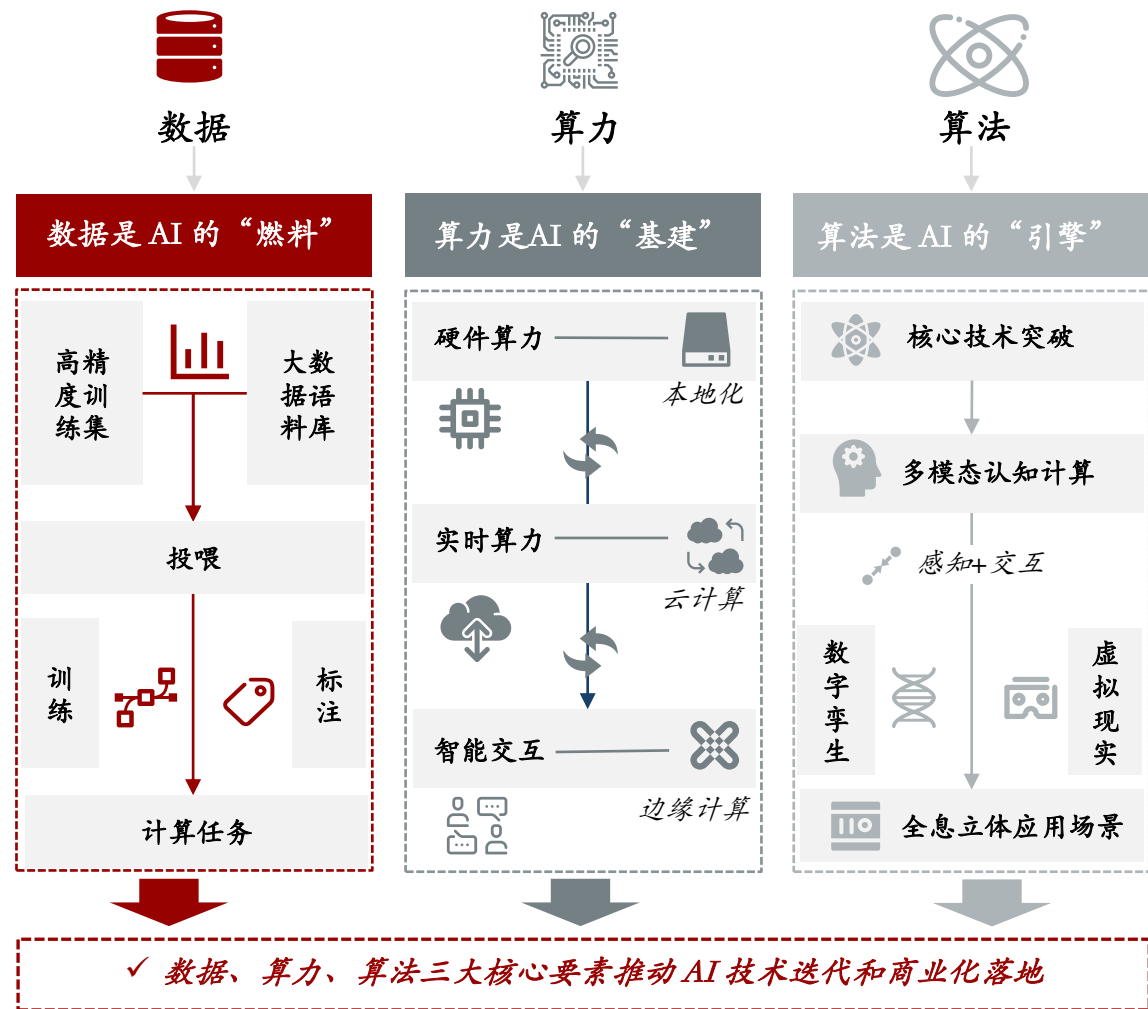 数据
算力
算法
数据是 AI 的“燃料”
算力是AI 的“基建”
算法是 AI 的“引擎”
高精
度训
练集
大数
据语
料库
投喂
训
练
标
注
计算任务
硬件算力
本地化
实时算力
云计算
智能交互
边缘计算
核心技术突破
多模态认知计算
感知+交互
数
字
孪
生
虚
拟
现
实
全息立体应用场景
✓ 数据、算力、算法三大核心要素推动 AI 技术迭代和商业化落地